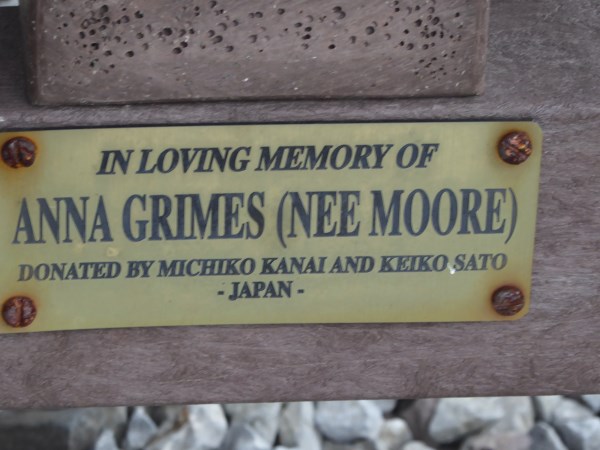 IN LOVING MEMORY OF
ANNA GRIMES (NEE MOORE)
DONATED BY MICHIKO KANAI AND KEIKO SATO
- JAPAN -